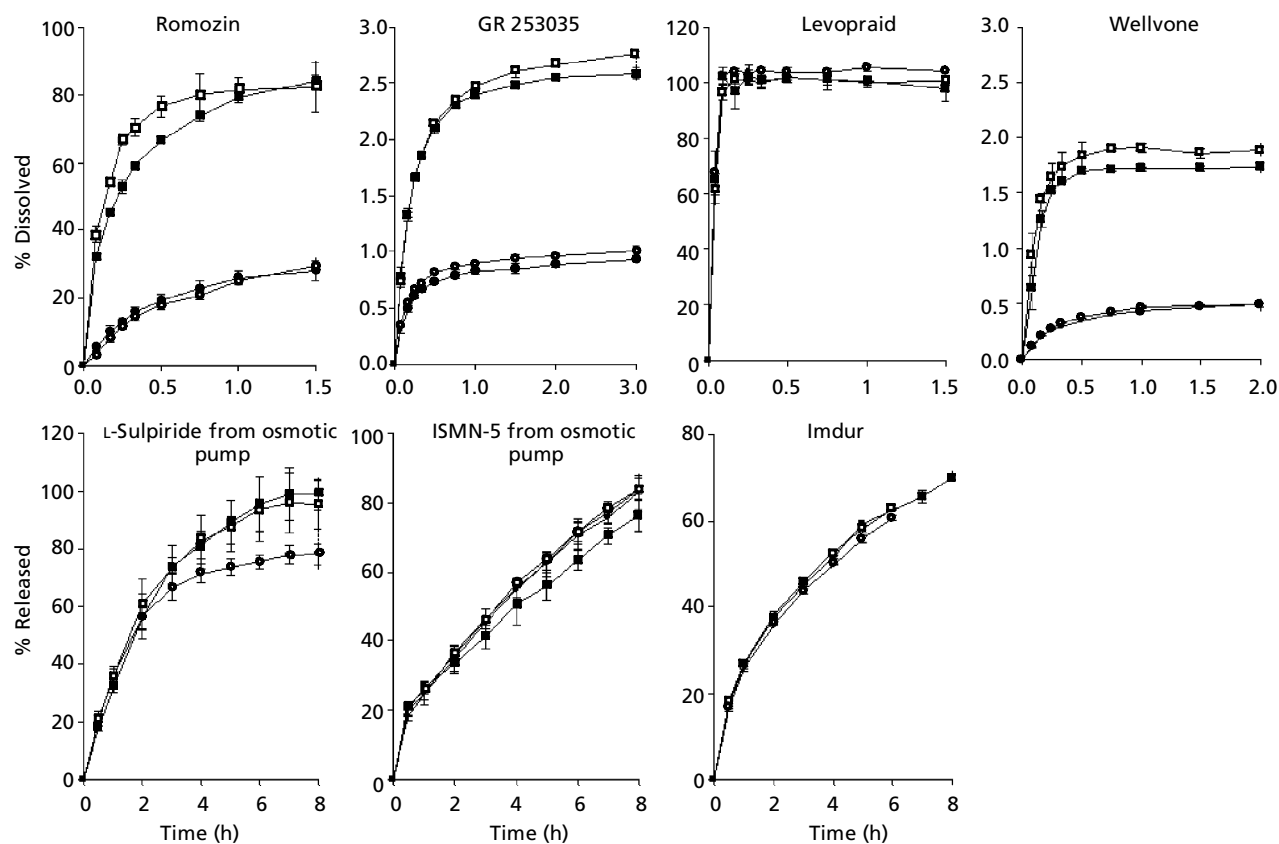 Romozin
GR 253035
Levopraid
Wellvone
% Dissolved
100
80
60
40
20
0
0.0 0.5 1.0 1.5
3.0
2.5
2.0
1.5
1.0
0.5
0.0
0.0 1.0 2.0 3.0
120
100
80
60
40
20
0
0.0 0.5 1 1.5
3.0
2.5
2.0
1.5
1.0
0.5
0.0
0.0 0.5 1.0 1.5 2.0
L-Sulpiride from osmotic
pump
ISMN-5 from osmotic
pump
Imdur
% Released
120
100
80
60
40
20
0
0 2 4 6 8
Time (h)
100
80
60
40
20
0
0 2 4 6 8
Time (h)
80
60
40
20
0
0 2 4 6 8
Time (h)